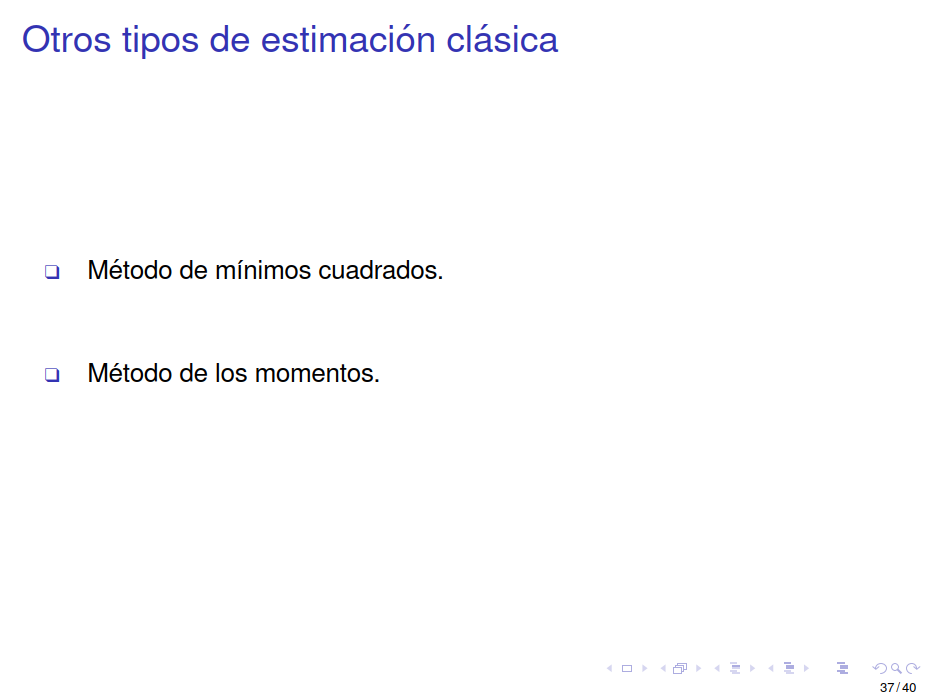 Otros tipos de estimación clásica
Método de mínimos cuadrados.
Método de los momentos.
37 / 40